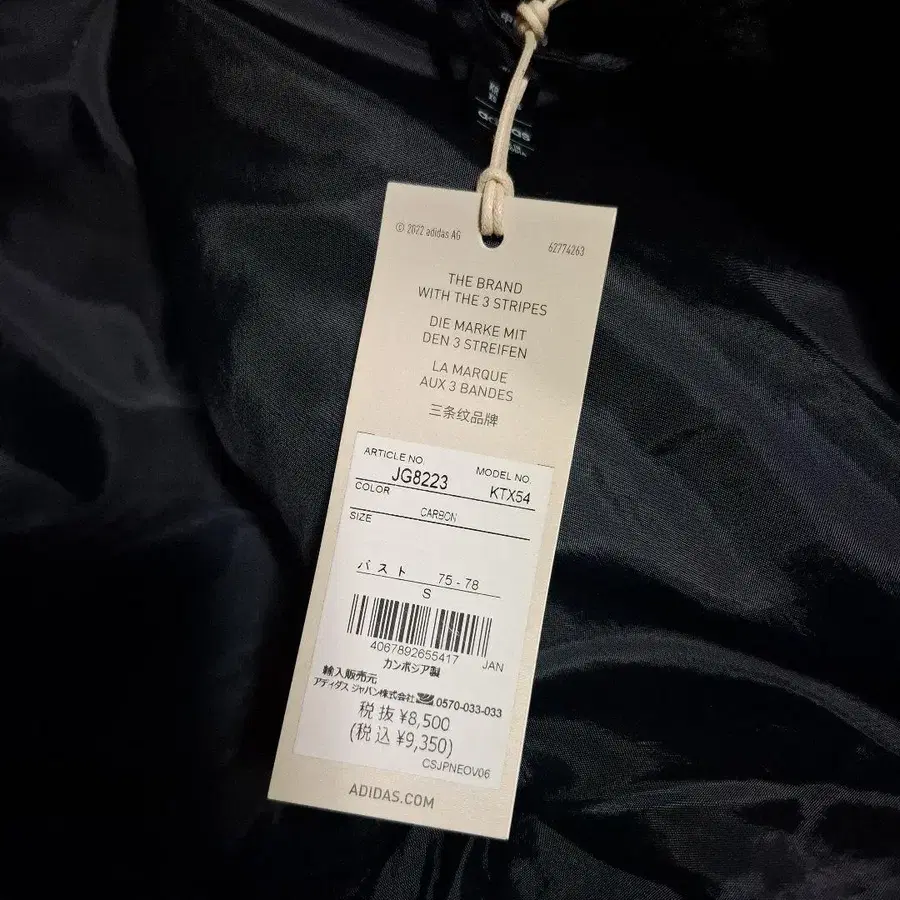 adidas
© 2022 adidas AG
62774263
THE BRAND
WITH THE 3 STRIPES
DIE MARKE MIT
DEN 3 STREIFEN
LA MARQUE
AUX 3 BANDES
三条纹品牌
ARTICLE NO.
MODEL NO.
JG8223
KTX54
COLOR
CARBON
SIZE
バスト 75 - 78
S
4067892655417 JAN
カンボジア製
輸入販売元
アディダス ジャパン株式会社 0570-033-033
税抜 ¥8,500
(税込 ¥9,350)
CSJPNEOV06
ADIDAS.COM